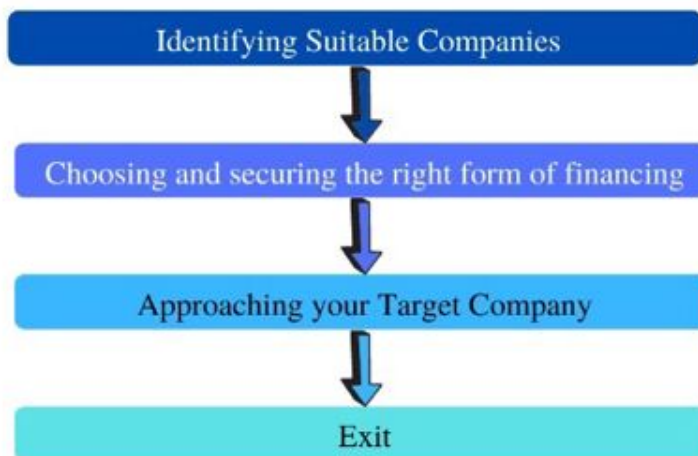 Identifying Suitable Companies
Choosing and securing the right form of financing
Approaching your Target Company
Exit